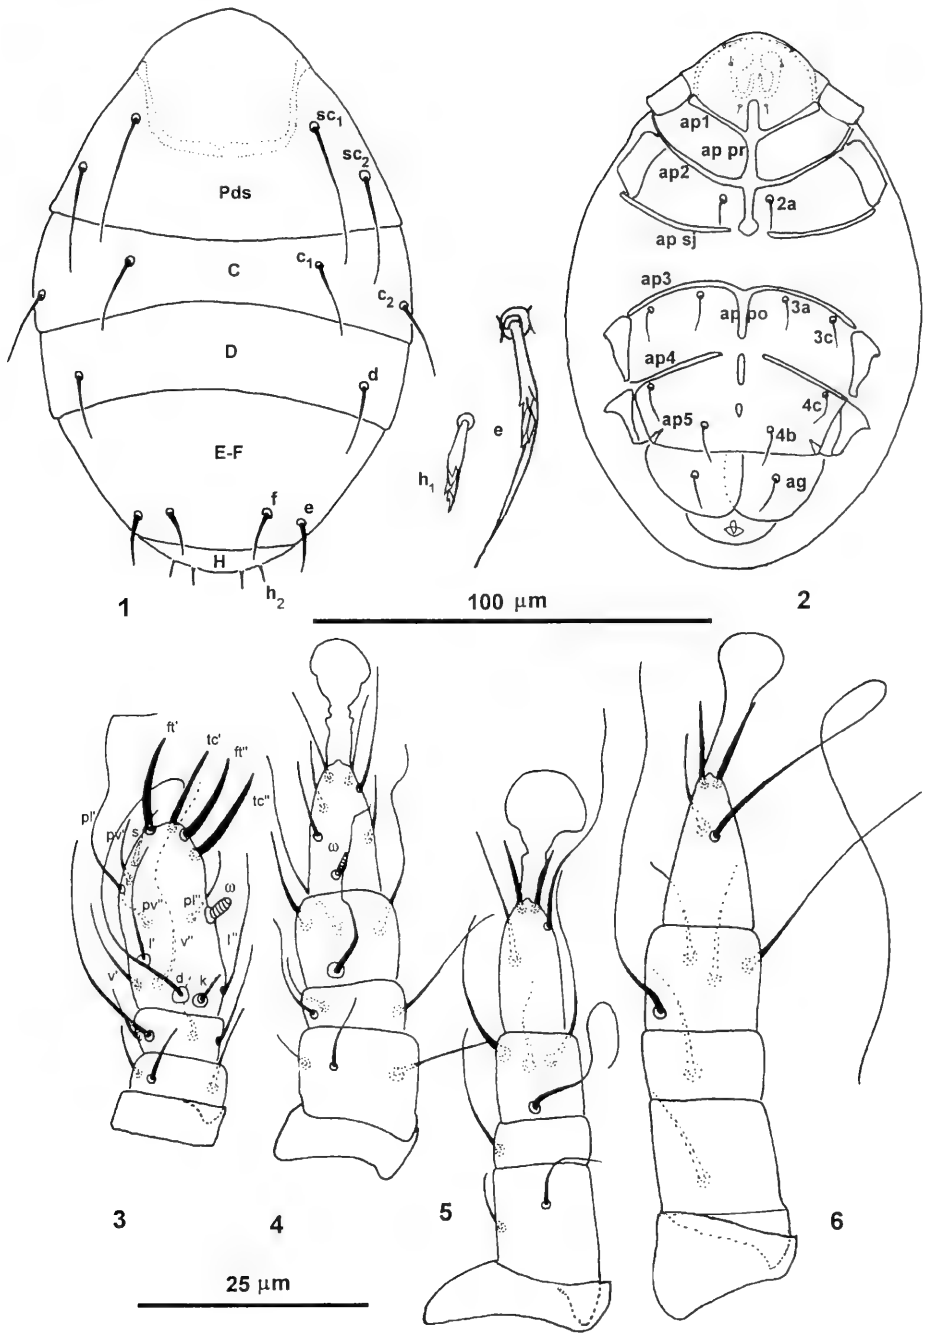 sc1
sc2
Pds
C
c1
c2
D
d
E-F
f
e
H
h2
1
h1
e
ap1
ap pr
ap2
2a
ap sj
ap3
ap po
3a
3c
ap4
4c
ap5
4b
ag
2
100 μm
ft'
tc'
ft"
tc"
pl'
pv'
s
ω
pv"
pl"
l'
v"
l"
v'
d
k
3
ω
4
5
6
25 μm